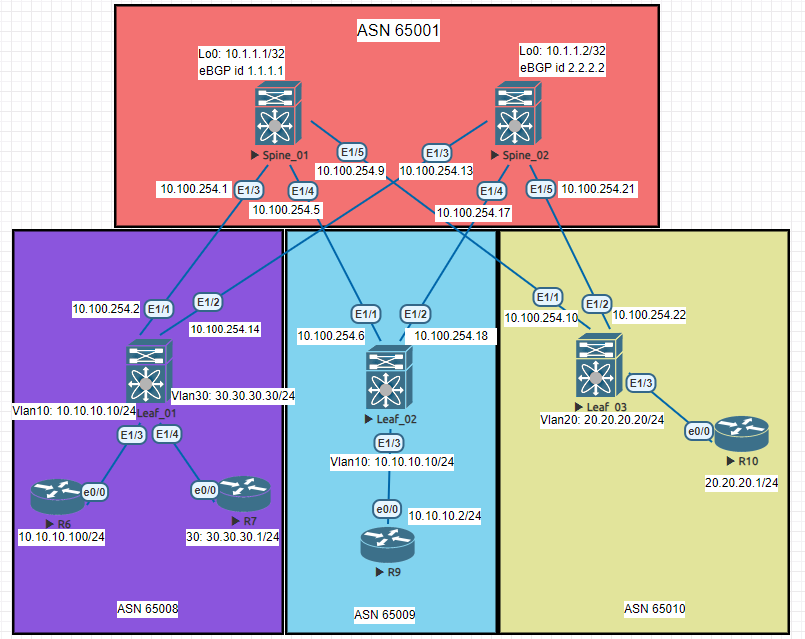 ASN 65001
Lo0: 10.1.1.1/32
eBGP id 1.1.1.1
Lo0: 10.1.1.2/32
eBGP id 2.2.2.2
Spine_01
Spine_02
E1/5
E1/3
10.100.254.9
10.100.254.13
10.100.254.1
E1/3
E1/4
E1/4
E1/5
10.100.254.21
10.100.254.5
10.100.254.17
10.100.254.2
E1/1
E1/2
10.100.254.14
E1/1
E1/2
10.100.254.6
10.100.254.18
E1/1
E1/2
10.100.254.10
10.100.254.22
Vlan30: 30.30.30.30/24
Vlan10: 10.10.10.10/24
Leaf_01
E1/3
E1/4
Leaf_02
E1/3
Vlan10: 10.10.10.10/24
E1/3
Leaf_03
Vlan20: 20.20.20.20/24
e0/0
R10
20.20.20.1/24
e0/0
R6
10.10.10.100/24
e0/0
R7
30: 30.30.30.1/24
e0/0
10.10.10.2/24
R9
ASN 65008
ASN 65009
ASN 65010